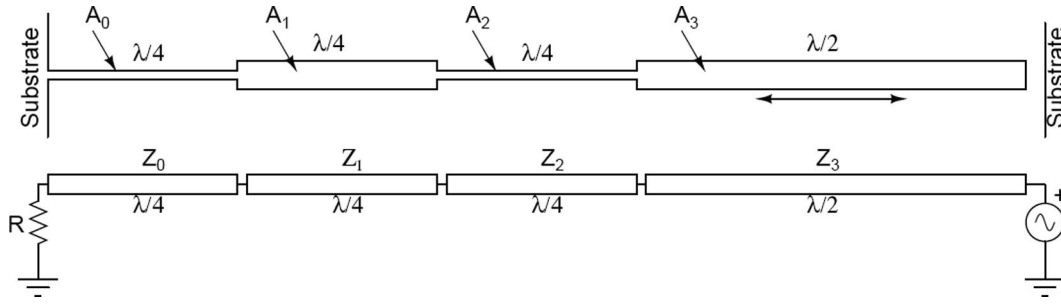 A₀ A₁ A₂ A₃
λ/4 λ/4 λ/4 λ/2
Substrate
Substrate
Z₀ Z₁ Z₂ Z₃
λ/4 λ/4 λ/4 λ/2
R
+